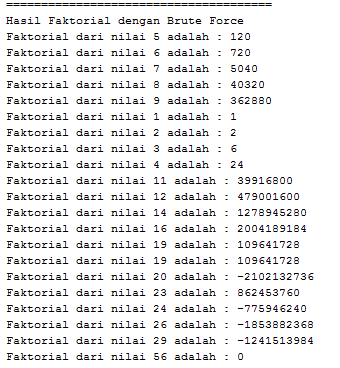 ======================================
Hasil Faktorial dengan Brute Force
Faktorial dari nilai 5 adalah : 120
Faktorial dari nilai 6 adalah : 720
Faktorial dari nilai 7 adalah : 5040
Faktorial dari nilai 8 adalah : 40320
Faktorial dari nilai 9 adalah : 362880
Faktorial dari nilai 1 adalah : 1
Faktorial dari nilai 2 adalah : 2
Faktorial dari nilai 3 adalah : 6
Faktorial dari nilai 4 adalah : 24
Faktorial dari nilai 11 adalah : 39916800
Faktorial dari nilai 12 adalah : 479001600
Faktorial dari nilai 14 adalah : 1278945280
Faktorial dari nilai 16 adalah : 2004189184
Faktorial dari nilai 19 adalah : 109641728
Faktorial dari nilai 19 adalah : 109641728
Faktorial dari nilai 20 adalah : -2102132736
Faktorial dari nilai 23 adalah : 862453760
Faktorial dari nilai 24 adalah : -775946240
Faktorial dari nilai 26 adalah : -1853882368
Faktorial dari nilai 29 adalah : -1241513984
Faktorial dari nilai 56 adalah : 0